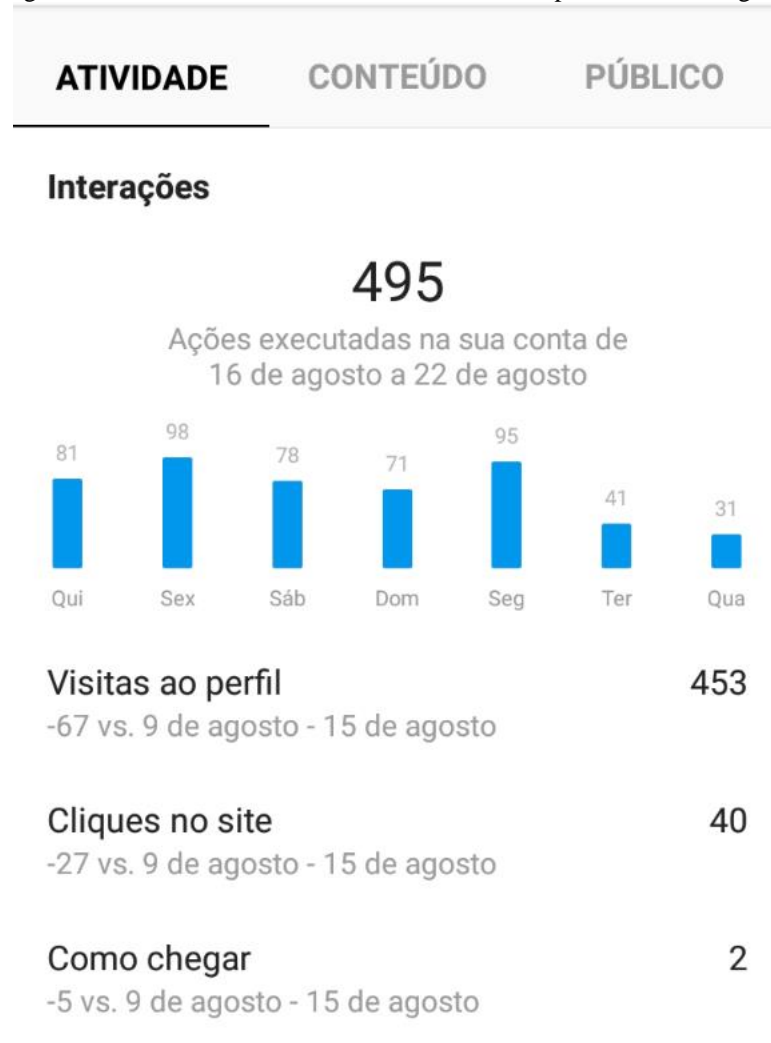 ATIVIDADE CONTEÚDO PÚBLICO
Interações
495
Ações executadas na sua conta de
16 de agosto a 22 de agosto
81 98 78 71 95 41 31
Qui Sex Sáb Dom Seg Ter Qua
Visitas ao perfil 453
-67 vs. 9 de agosto - 15 de agosto
Cliques no site 40
-27 vs. 9 de agosto - 15 de agosto
Como chegar 2
-5 vs. 9 de agosto - 15 de agosto